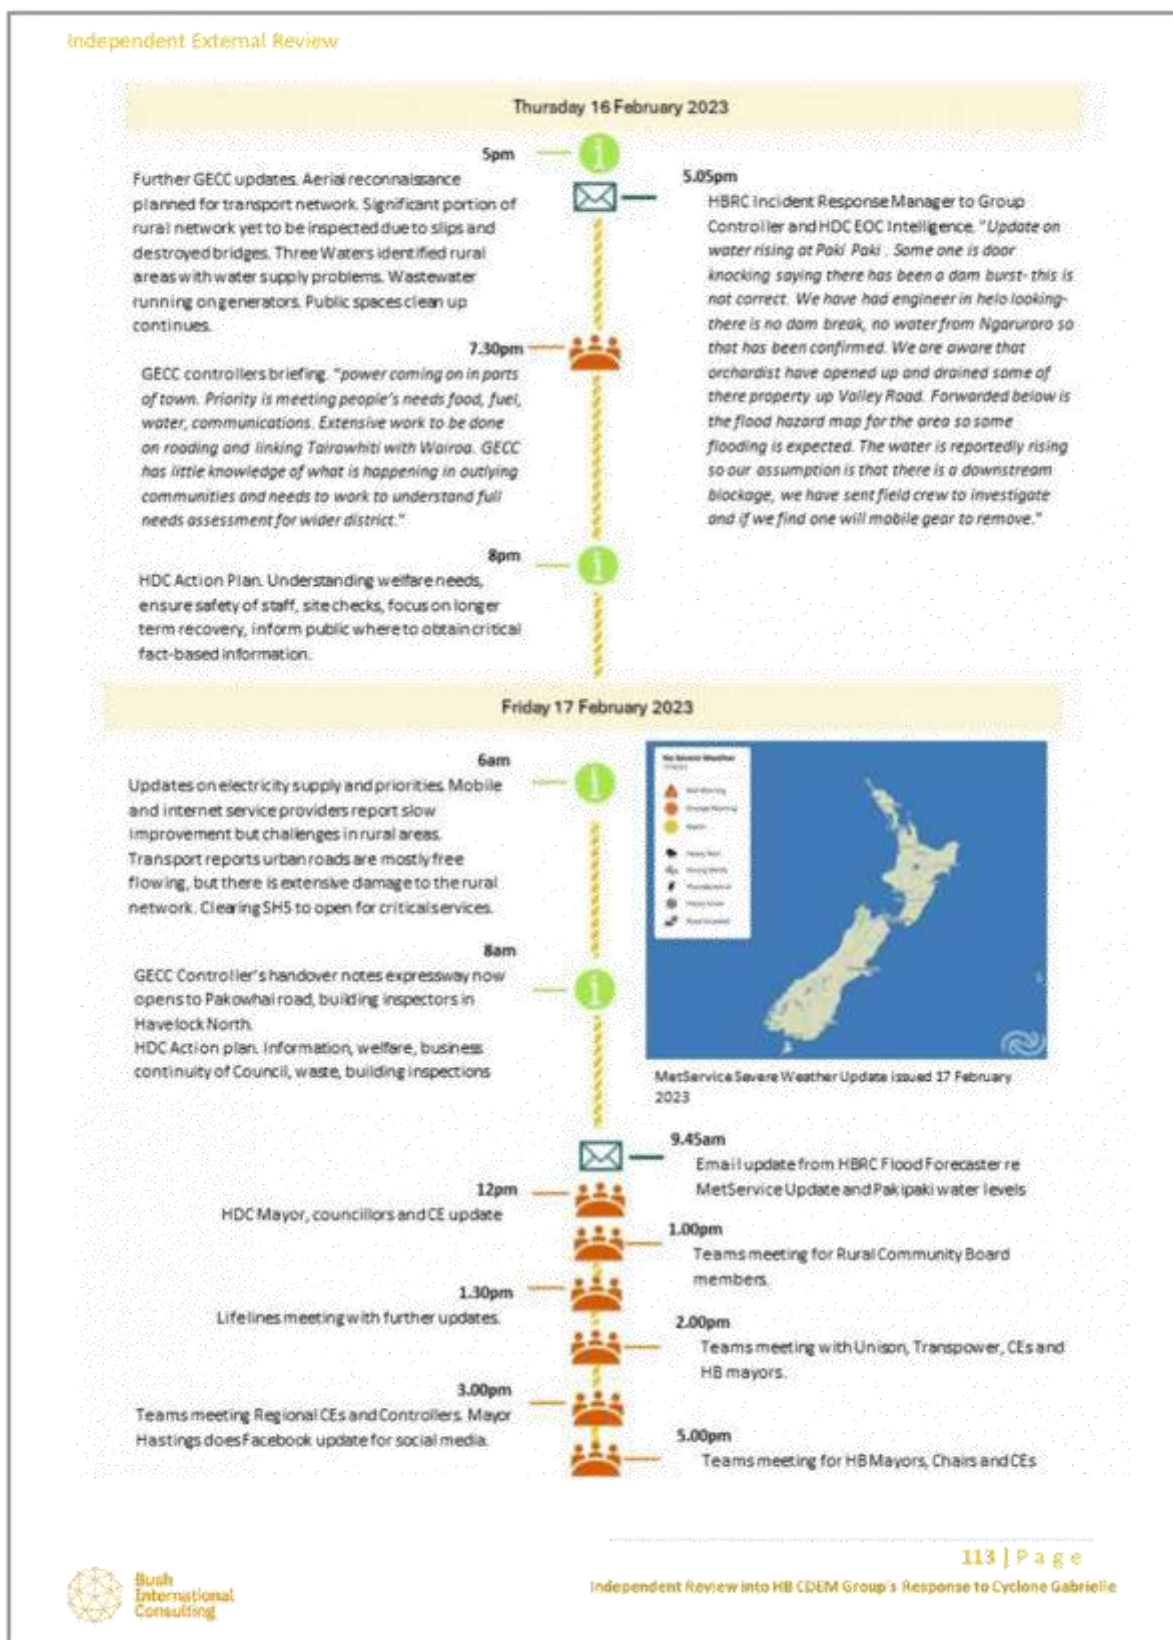 Independent External Review
Thursday 16 February 2023
5pm
Further GECC updates. Aerial reconnaissance
planned for transport network. Significant portion of
rural network yet to be inspected due to slips and
destroyed bridges. Three Waters identified rural
areas with water supply problems. Wastewater
running on generators. Public spaces clean up
continues.
5.05pm
HBRC Incident Response Manager to Group
Controller and HDC EOC Intelligence. "Update on
water rising at Paki Paki . Some one is door
knocking saying there has been a dam burst- this is
not correct. We have had engineer in helo looking-
there is no dam break, no water from Ngaruroro so
that has been confirmed. We are aware that
orchardist have opened up and drained some of
there property up Valley Road. Forwarded below is
the flood hazard map for the area so some
flooding is expected. The water is reportedly rising
so our assumption is that there is a downstream
blockage, we have sent field crew to investigate
and if we find one will mobile gear to remove."
7.30pm
GECC controllers briefing. "power coming on in parts
of town. Priority is meeting people's needs food, fuel,
water, communications. Extensive work to be done
on roading and linking Tairawhiti with Wairoa. GECC
has little knowledge of what is happening in outlying
communities and needs to work to understand full
needs assessment for wider district."
8pm
HDC Action Plan. Understanding welfare needs,
ensure safety of staff, site checks, focus on longer
term recovery, inform public where to obtain critical
fact-based information.
Friday 17 February 2023
6am
Updates on electricity supply and priorities. Mobile
and internet service providers report slow
improvement but challenges in rural areas.
Transport reports urban roads are mostly free
flowing, but there is extensive damage to the rural
network. Clearing SH5 to open for critical services.
No Severe Weather
Watch
MetService Severe Weather Update issued 17 February
2023
8am
GECC Controller's handover notes expressway now
opens to Pakowhai road, building inspectors in
Havelock North.
HDC Action plan. Information, welfare, business
continuity of Council, waste, building inspections
9.45am
Email update from HBRC Flood Forecaster re
MetService Update and Pakipaki water levels
12pm
HDC Mayor, councillors and CE update
1.00pm
Teams meeting for Rural Community Board
members.
1.30pm
Lifelines meeting with further updates.
2.00pm
Teams meeting with Unison, Transpower, CEs and
HB mayors.
3.00pm
Teams meeting Regional CEs and Controllers. Mayor
Hastings does Facebook update for social media.
5.00pm
Teams meeting for HB Mayors, Chairs and CEs
113 | Page
Independent Review into HB CDEM Group's Response to Cyclone Gabrielle
Bush
International
Consulting